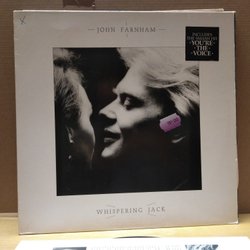 JOHN FARNHAM
INCLUDES
THE SMASH HIT
YOU'RE
·THE·
VOICE
WHISPERING JACK